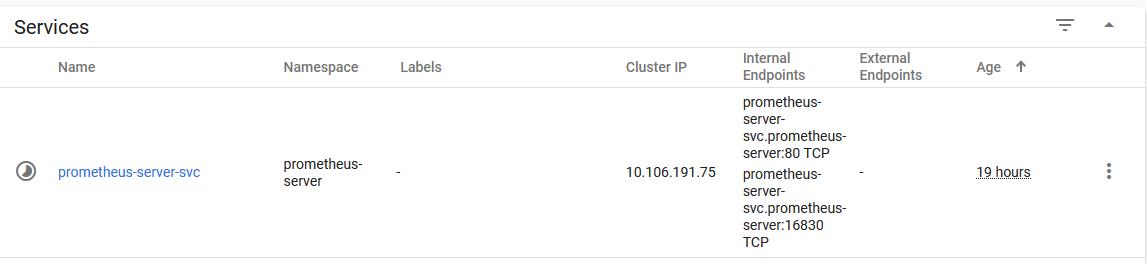 Services
Name
Namespace
Labels
Cluster IP
Internal
Endpoints
External
Endpoints
Age
prometheus-server-svc
prometheus-
server
-
10.106.191.75
prometheus-
server-
svc.prometheus-
server:80 TCP
prometheus-
server-
svc.prometheus-
server:16830
TCP
-
19 hours